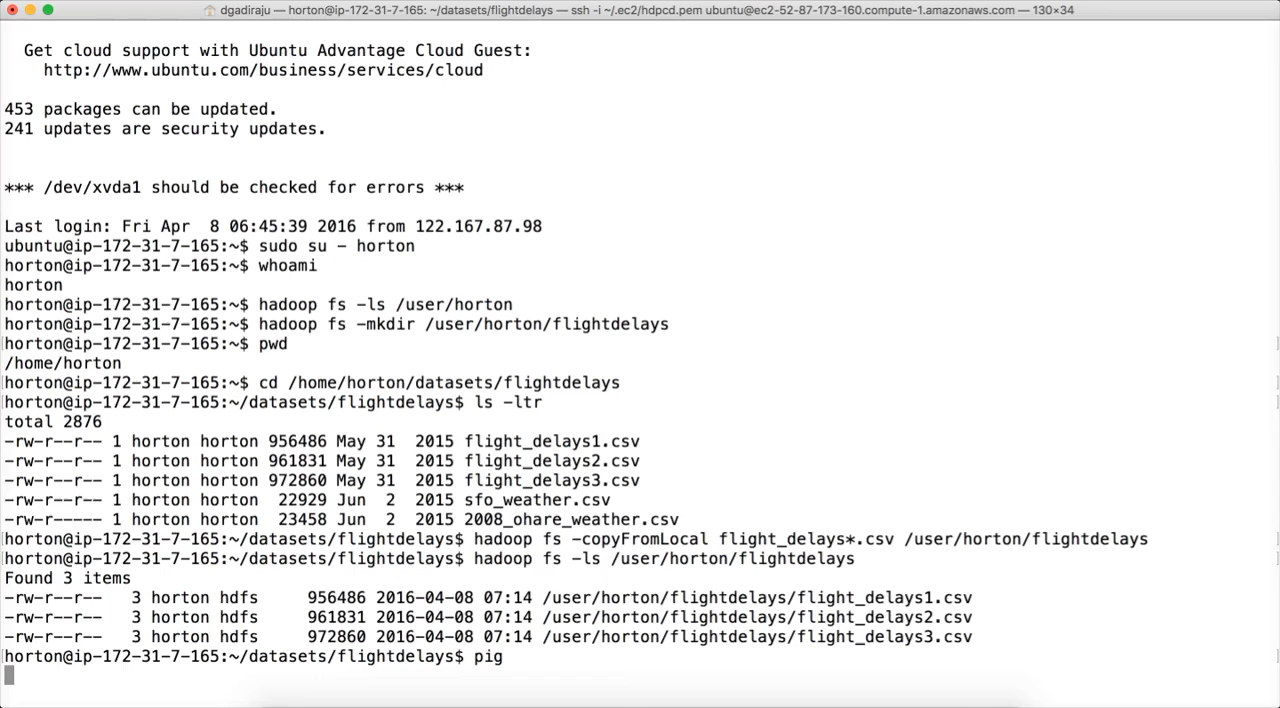 dgadiraju — horton@ip-172-31-7-165: ~/datasets/flightdelays — ssh -i ~/.ec2/hdpcd.pem ubuntu@ec2-52-87-173-160.compute-1.amazonaws.com — 130×34
Get cloud support with Ubuntu Advantage Cloud Guest:
http://www.ubuntu.com/business/services/cloud
453 packages can be updated.
241 updates are security updates.
*** /dev/xvda1 should be checked for errors ***
Last login: Fri Apr  8 06:45:39 2016 from 122.167.87.98
ubuntu@ip-172-31-7-165:~$ sudo su - horton
horton@ip-172-31-7-165:~$ whoami
horton
horton@ip-172-31-7-165:~$ hadoop fs -ls /user/horton
horton@ip-172-31-7-165:~$ hadoop fs -mkdir /user/horton/flightdelays
horton@ip-172-31-7-165:~$ pwd
/home/horton
horton@ip-172-31-7-165:~$ cd /home/horton/datasets/flightdelays
horton@ip-172-31-7-165:~/datasets/flightdelays$ ls -ltr
total 2876
-rw-r--r-- 1 horton horton 956486 May 31  2015 flight_delays1.csv
-rw-r--r-- 1 horton horton 961831 May 31  2015 flight_delays2.csv
-rw-r--r-- 1 horton horton 972860 May 31  2015 flight_delays3.csv
-rw-r--r-- 1 horton horton  22929 Jun  2  2015 sfo_weather.csv
-rw-r----- 1 horton horton  23458 Jun  2  2015 2008_ohare_weather.csv
horton@ip-172-31-7-165:~/datasets/flightdelays$ hadoop fs -copyFromLocal flight_delays*.csv /user/horton/flightdelays
horton@ip-172-31-7-165:~/datasets/flightdelays$ hadoop fs -ls /user/horton/flightdelays
Found 3 items
-rw-r--r--   3 horton hdfs     956486 2016-04-08 07:14 /user/horton/flightdelays/flight_delays1.csv
-rw-r--r--   3 horton hdfs     961831 2016-04-08 07:14 /user/horton/flightdelays/flight_delays2.csv
-rw-r--r--   3 horton hdfs     972860 2016-04-08 07:14 /user/horton/flightdelays/flight_delays3.csv
horton@ip-172-31-7-165:~/datasets/flightdelays$ pig